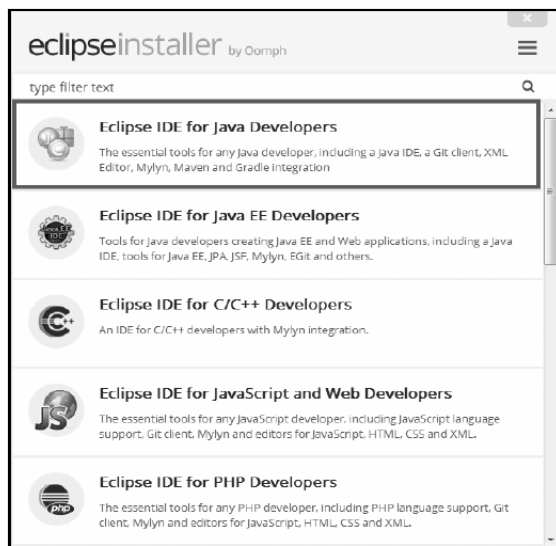 eclipseinstaller by Oomph
type filter text
Eclipse IDE for Java Developers
The essential tools for any Java developer, including a Java IDE, a Git client, XML
Editor, Mylyn, Maven and Gradle integration
Java EE
IDE
Eclipse IDE for Java EE Developers
Tools for Java developers creating Java EE and Web applications, including a Java
IDE, tools for Java EE, JPA, JSF, Mylyn, EGit and others.
C++
Eclipse IDE for C/C++ Developers
An IDE for C/C++ developers with Mylyn integration.
JS
Eclipse IDE for JavaScript and Web Developers
The essential tools for any JavaScript developer, including JavaScript language
support, Git client, Mylyn and editors for JavaScript, HTML, CSS and XML.
php
Eclipse IDE for PHP Developers
The essential tools for any PHP developer, including PHP language support, Git
client, Mylyn and editors for JavaScript, HTML, CSS and XML.